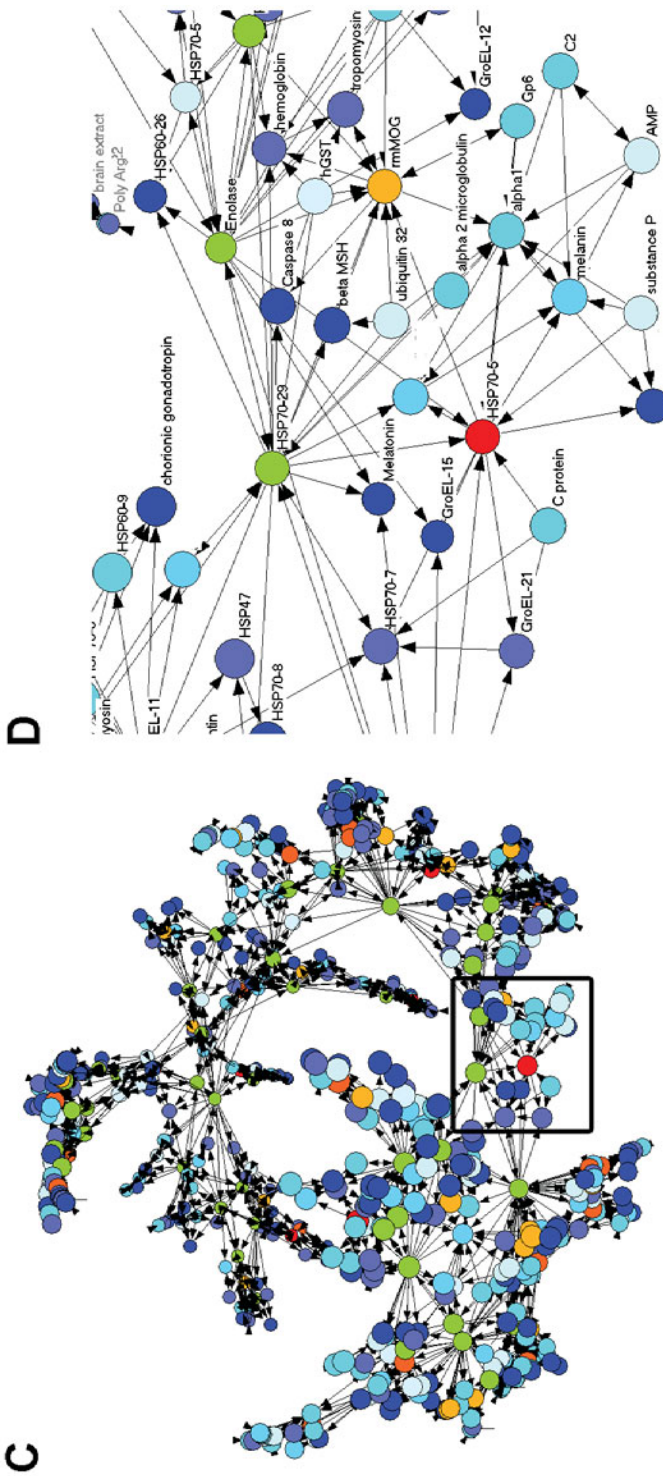 C
D
brain extract
Poly Arg
HSP60-26
HSP70-5
hemoglobin
tropomyosin
GroEL-12
C2
Enolase
Caspase 8
hGST
rmMOG
Gp6
AMP
beta MSH
ubiquitin 32
alpha 2 microglobulin
alpha1
melanin
substance P
HSP70-29
HSP70-5
Melatonin
GroEL-15
C protein
chorionic gonadotropin
HSP60-9
HSP47
HSP70-7
GroEL-21
EL-11
HSP70-8